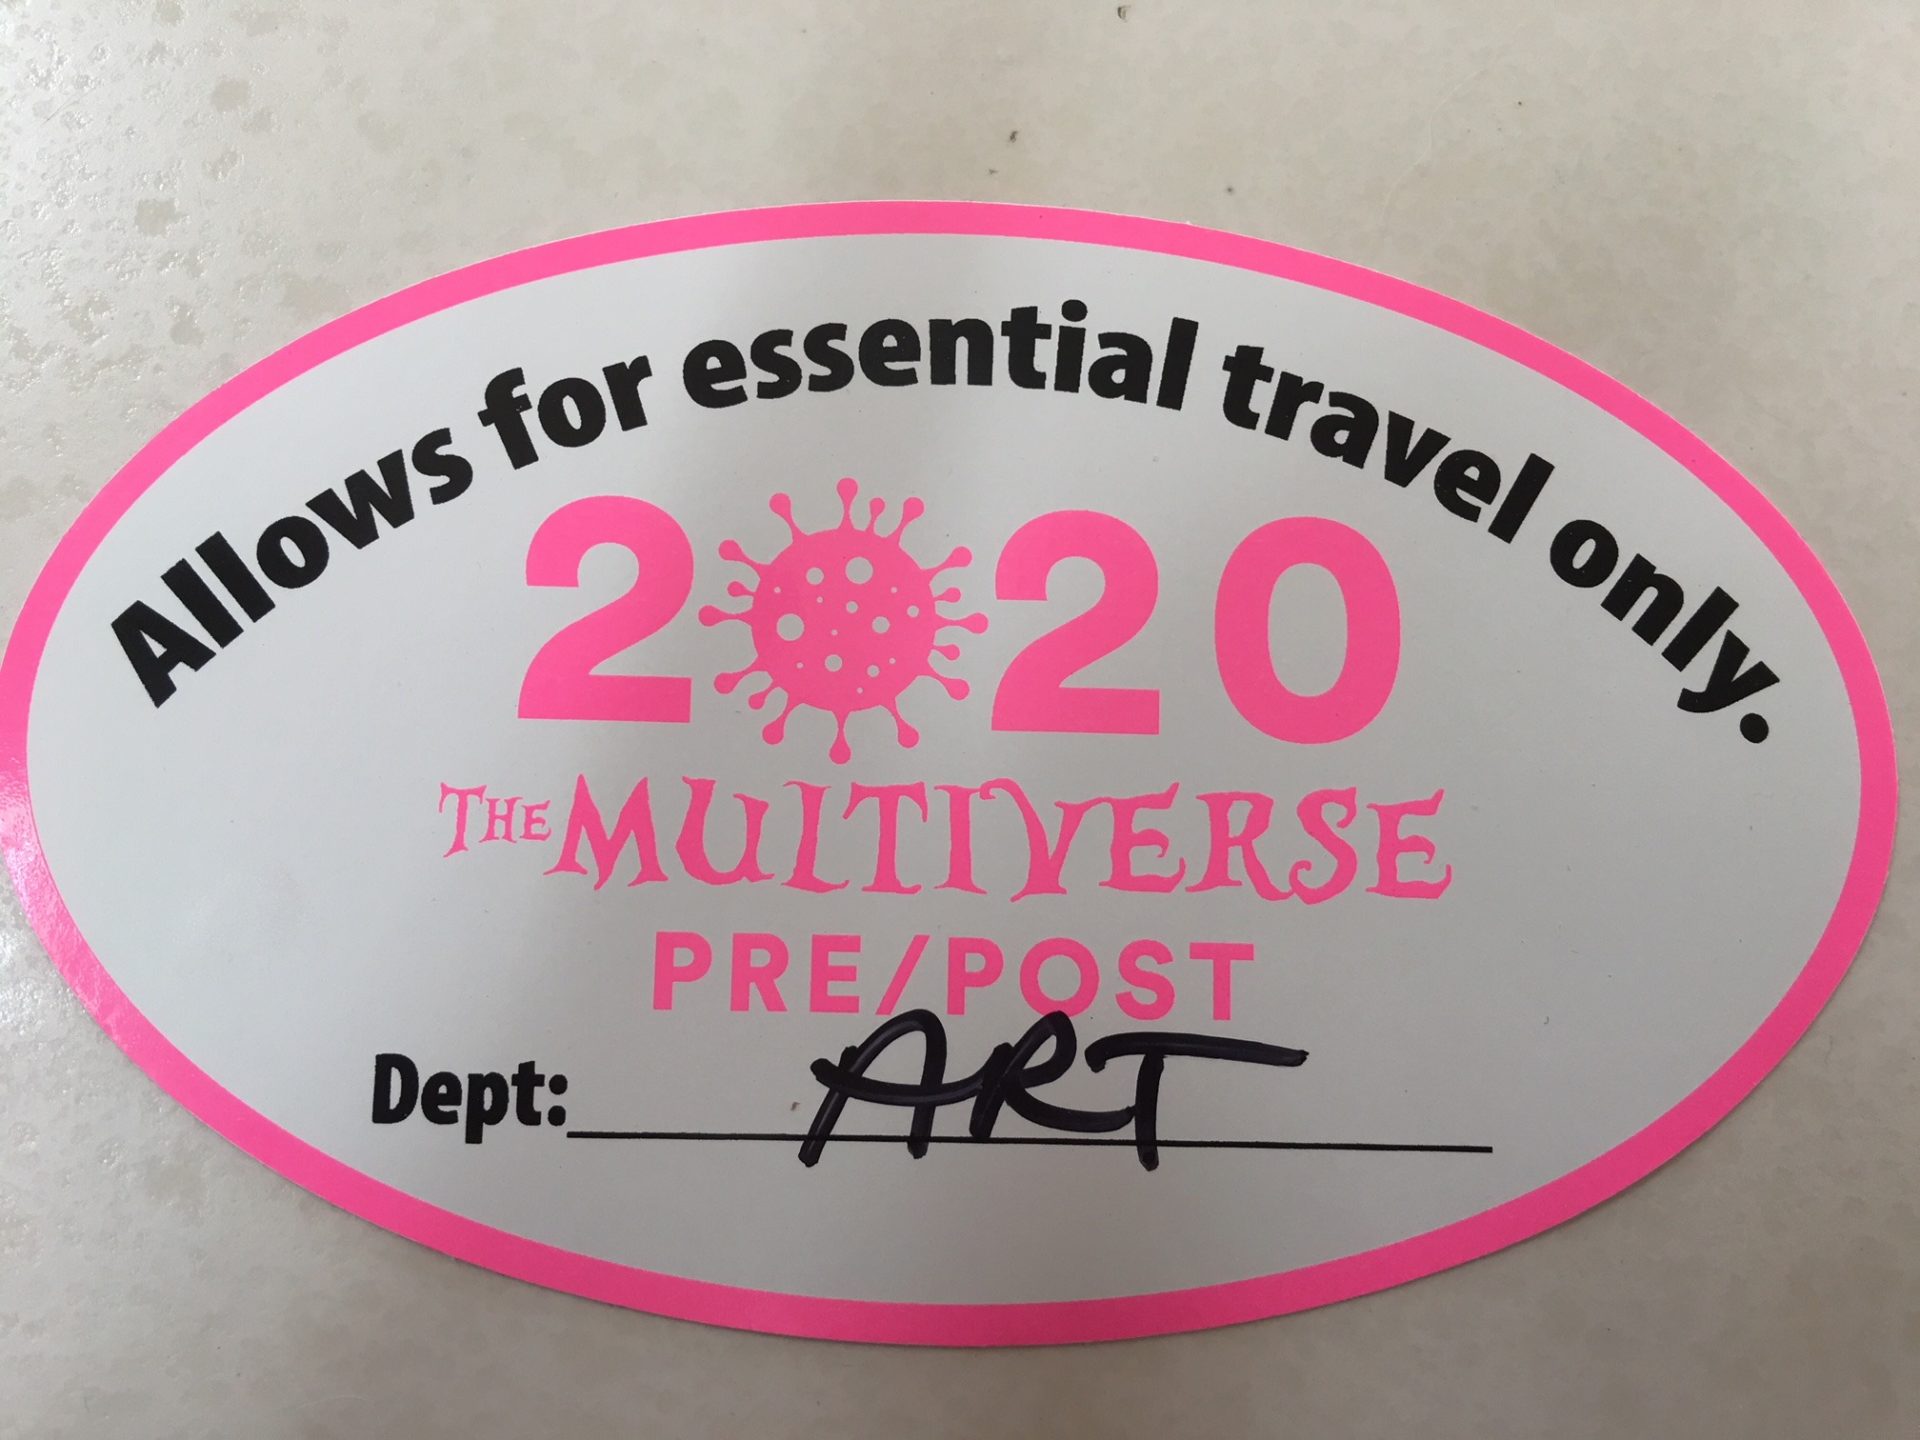 Allows for essential travel only.
2020
THE MULTIVERSE
PRE/POST
Dept: ART